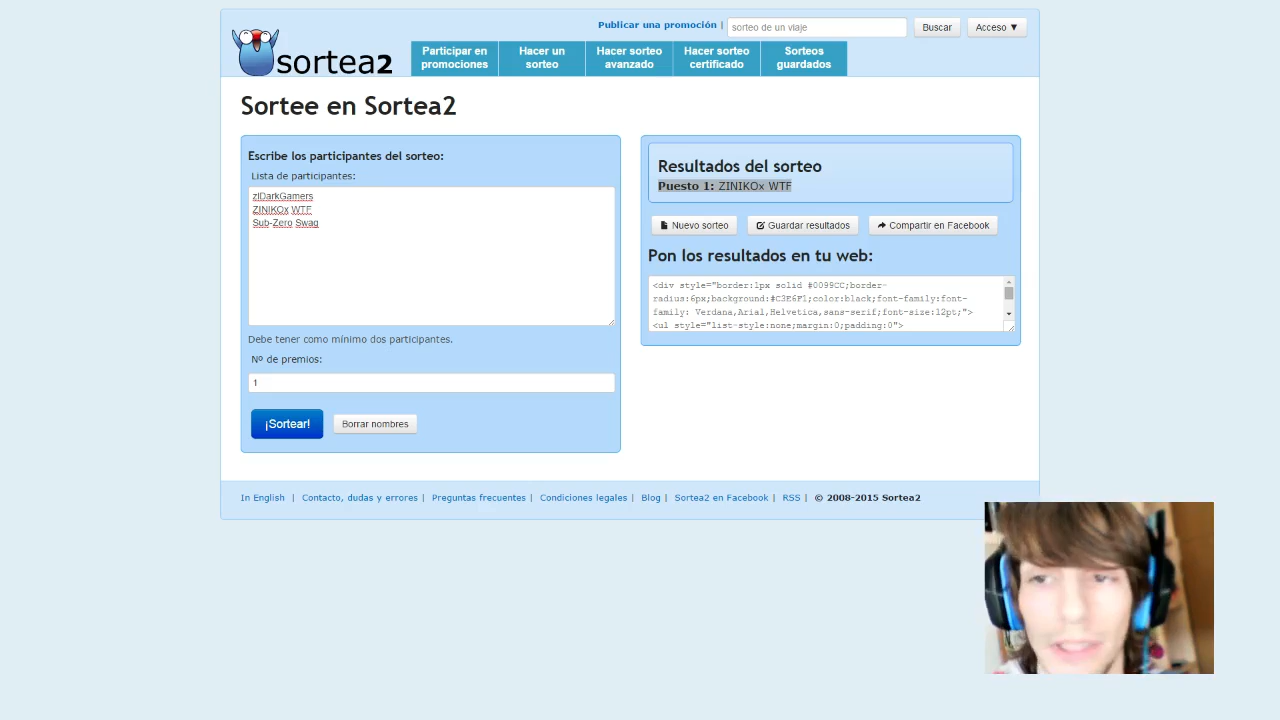 Publicar una promoción |
sorteo de un viaje
Buscar
Acceso ▼
sortea2
Participar en
promociones
Hacer un
sorteo
Hacer sorteo
avanzado
Hacer sorteo
certificado
Sorteos
guardados
Sortee en Sortea2
Escribe los participantes del sorteo:
Lista de participantes:
zIDarkGamers
ZINIKOx WTF
Sub-Zero Swag
Debe tener como mínimo dos participantes.
Nº de premios:
1
¡Sortear!
Borrar nombres
Resultados del sorteo
Puesto 1: ZINIKOx WTF
Nuevo sorteo
Guardar resultados
Compartir en Facebook
Pon los resultados en tu web:
<div style="border:1px solid #0099CC;border-
radius:6px;background:#C3E6F1;color:black;font-family:font-
family: Verdana,Arial,Helvetica,sans-serif;font-size:12pt;">
<ul style="list-style:none;margin:0;padding:0">
In English | Contacto, dudas y errores | Preguntas frecuentes | Condiciones legales | Blog | Sortea2 en Facebook | RSS | © 2008-2015 Sortea2